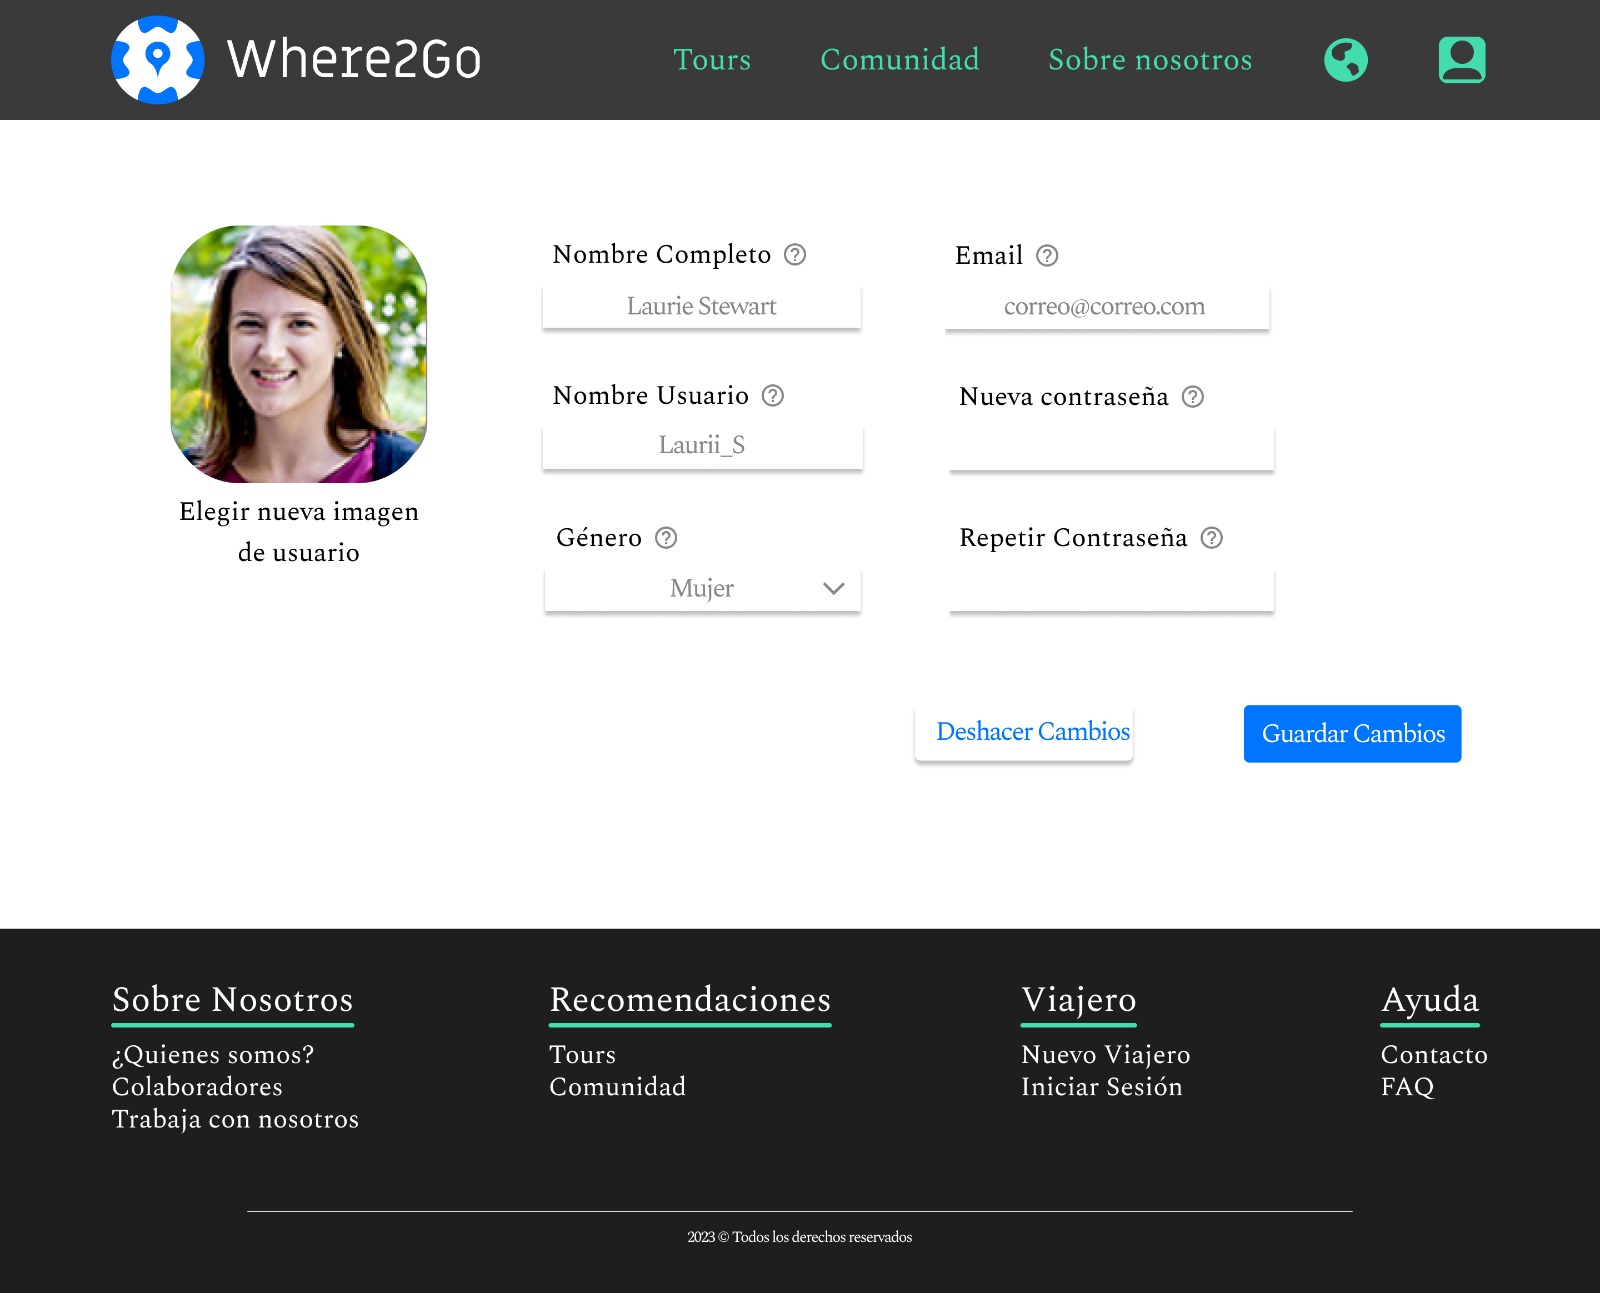 Where2Go
Tours
Comunidad
Sobre nosotros
Nombre Completo
Email
Laurie Stewart
correo@correo.com
Nombre Usuario
Nueva contraseña
Laurii_S
Elegir nueva imagen
de usuario
Género
Repetir Contraseña
Mujer
Deshacer Cambios
Guardar Cambios
Sobre Nosotros
¿Quienes somos?
Colaboradores
Trabaja con nosotros
Recomendaciones
Tours
Comunidad
Viajero
Nuevo Viajero
Iniciar Sesión
Ayuda
Contacto
FAQ
2023 © Todos los derechos reservados